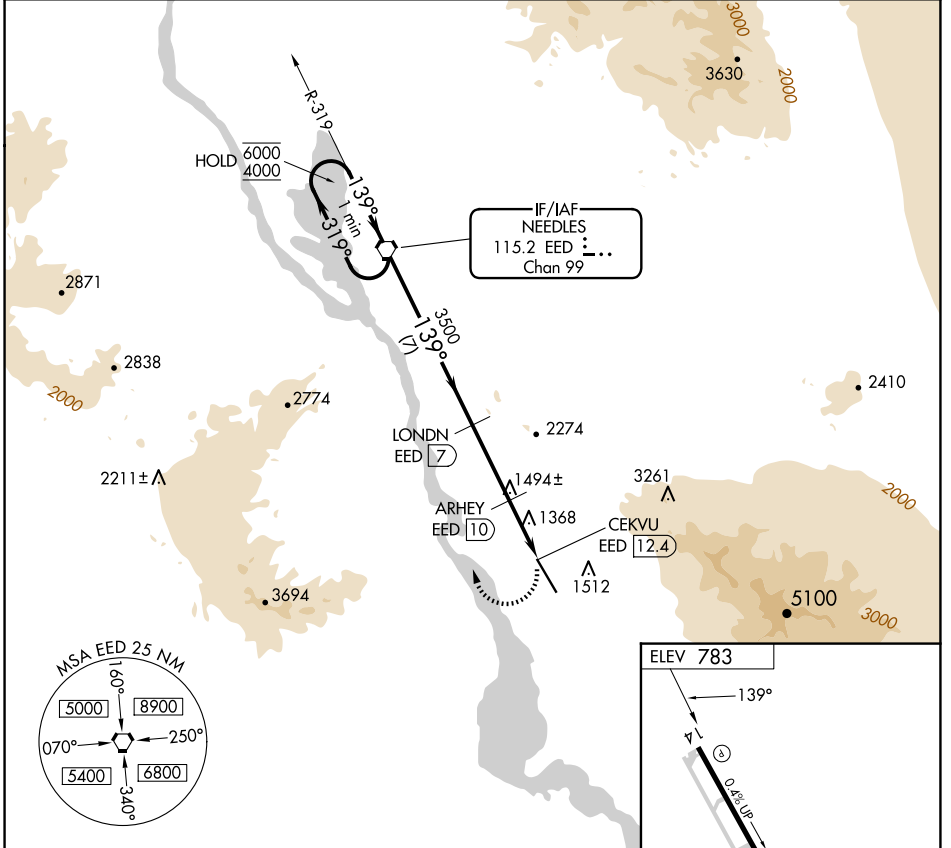 3000
3630
2000
R-319
HOLD 6000
4000
139°
1 min
319°
IF/IAF
NEEDLES
115.2 EED
Chan 99
2871
3500
139°
(7)
2838
2000
2774
2410
LONDN
EED 7
2274
2211±
1494±
3261
2000
ARHEY
EED 10
1368
CEKVU
EED 12.4
1512
3694
5100
3000
MSA EED 25 NM
160°
5000
8900
070°
250°
5400
6800
340°
ELEV 783
139°
14
P
0.4% UP